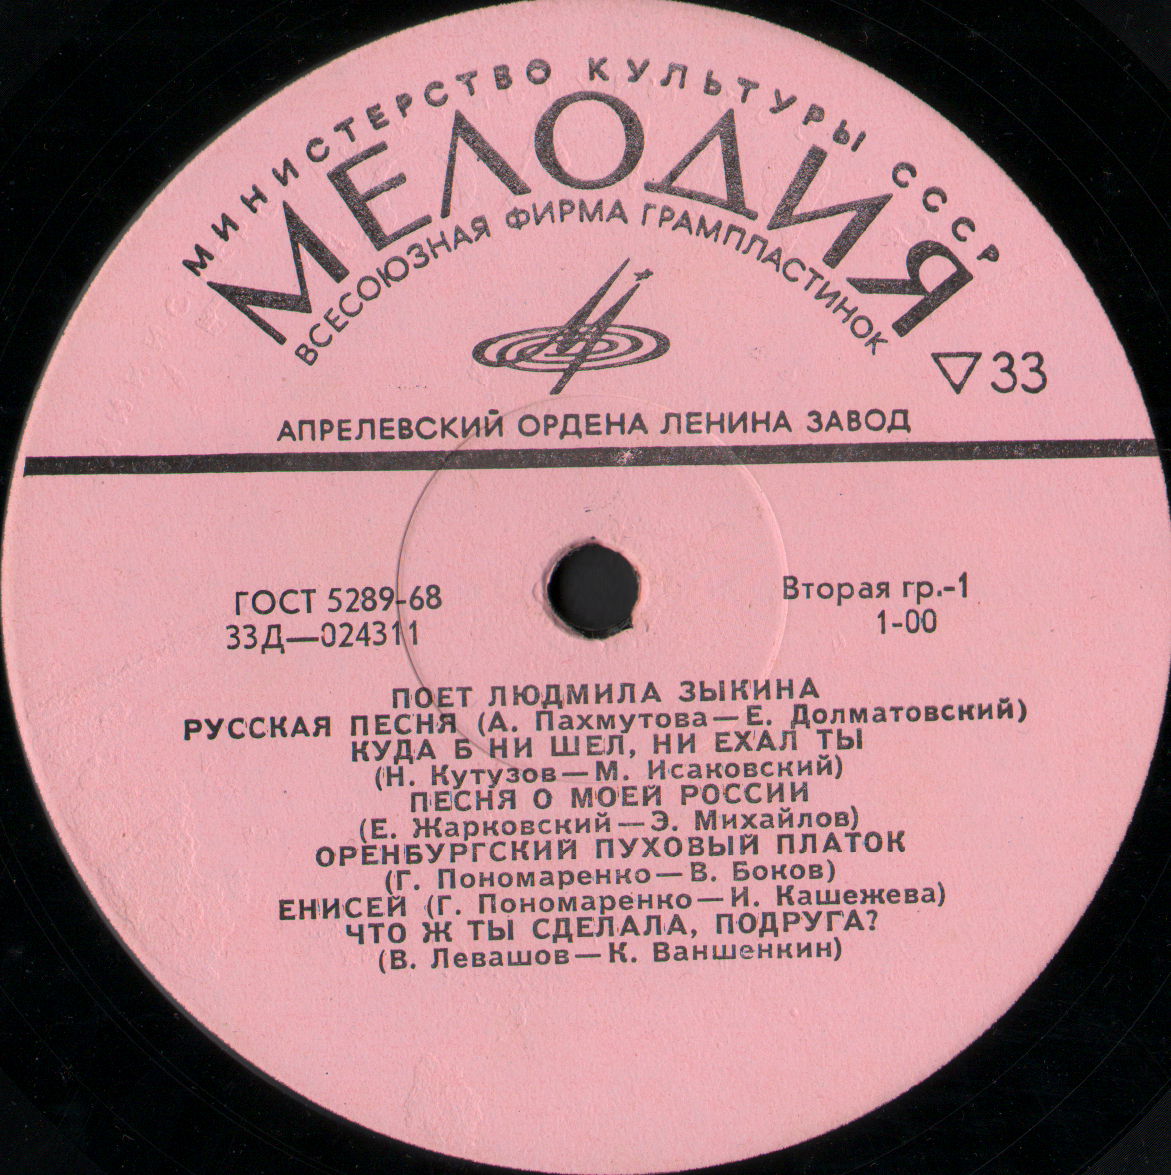 МИНИСТЕРСТВО КУЛЬТУРЫ СССР
МЕЛОДИЯ
ВСЕСОЮЗНАЯ ФИРМА ГРАМПЛАСТИНОК
33
АПРЕЛЕВСКИЙ ОРДЕНА ЛЕНИНА ЗАВОД
ГОСТ 5289-68
Вторая гр.-1
33Д—024311
1-00
ПОЕТ ЛЮДМИЛА ЗЫКИНА
РУССКАЯ ПЕСНЯ (А. Пахмутова—Е. Долматовский)
КУДА Б НИ ШЕЛ, НИ ЕХАЛ ТЫ
(Н. Кутузов—М. Исаковский)
ПЕСНЯ О МОЕЙ РОССИИ
(Е. Жарковский—Э. Михайлов)
ОРЕНБУРГСКИЙ ПУХОВЫЙ ПЛАТОК
(Г. Пономаренко—В. Боков)
ЕНИСЕЙ (Г. Пономаренко—И. Кашежева)
ЧТО Ж ТЫ СДЕЛАЛА, ПОДРУГА?
(В. Левашов—К. Ваншенкин)